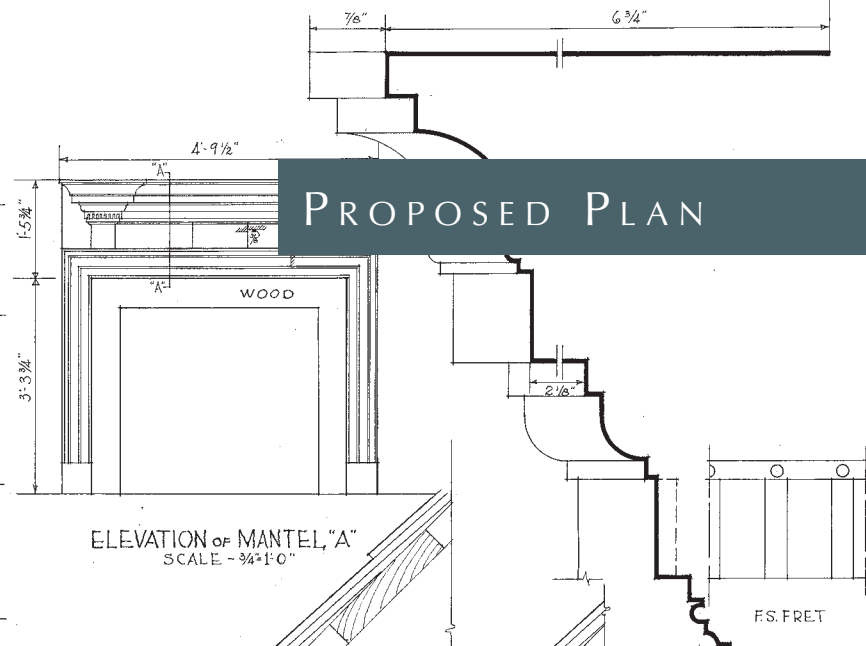 7/8"
6 3/4"
4'-9 1/2"
"A"
PROPOSED PLAN
1'-5 3/4"
"A"
WOOD
3'-3 3/4"
2 1/8"
ELEVATION OF MANTEL, "A"
SCALE - 3/4"=1'-0"
F.S. FRET